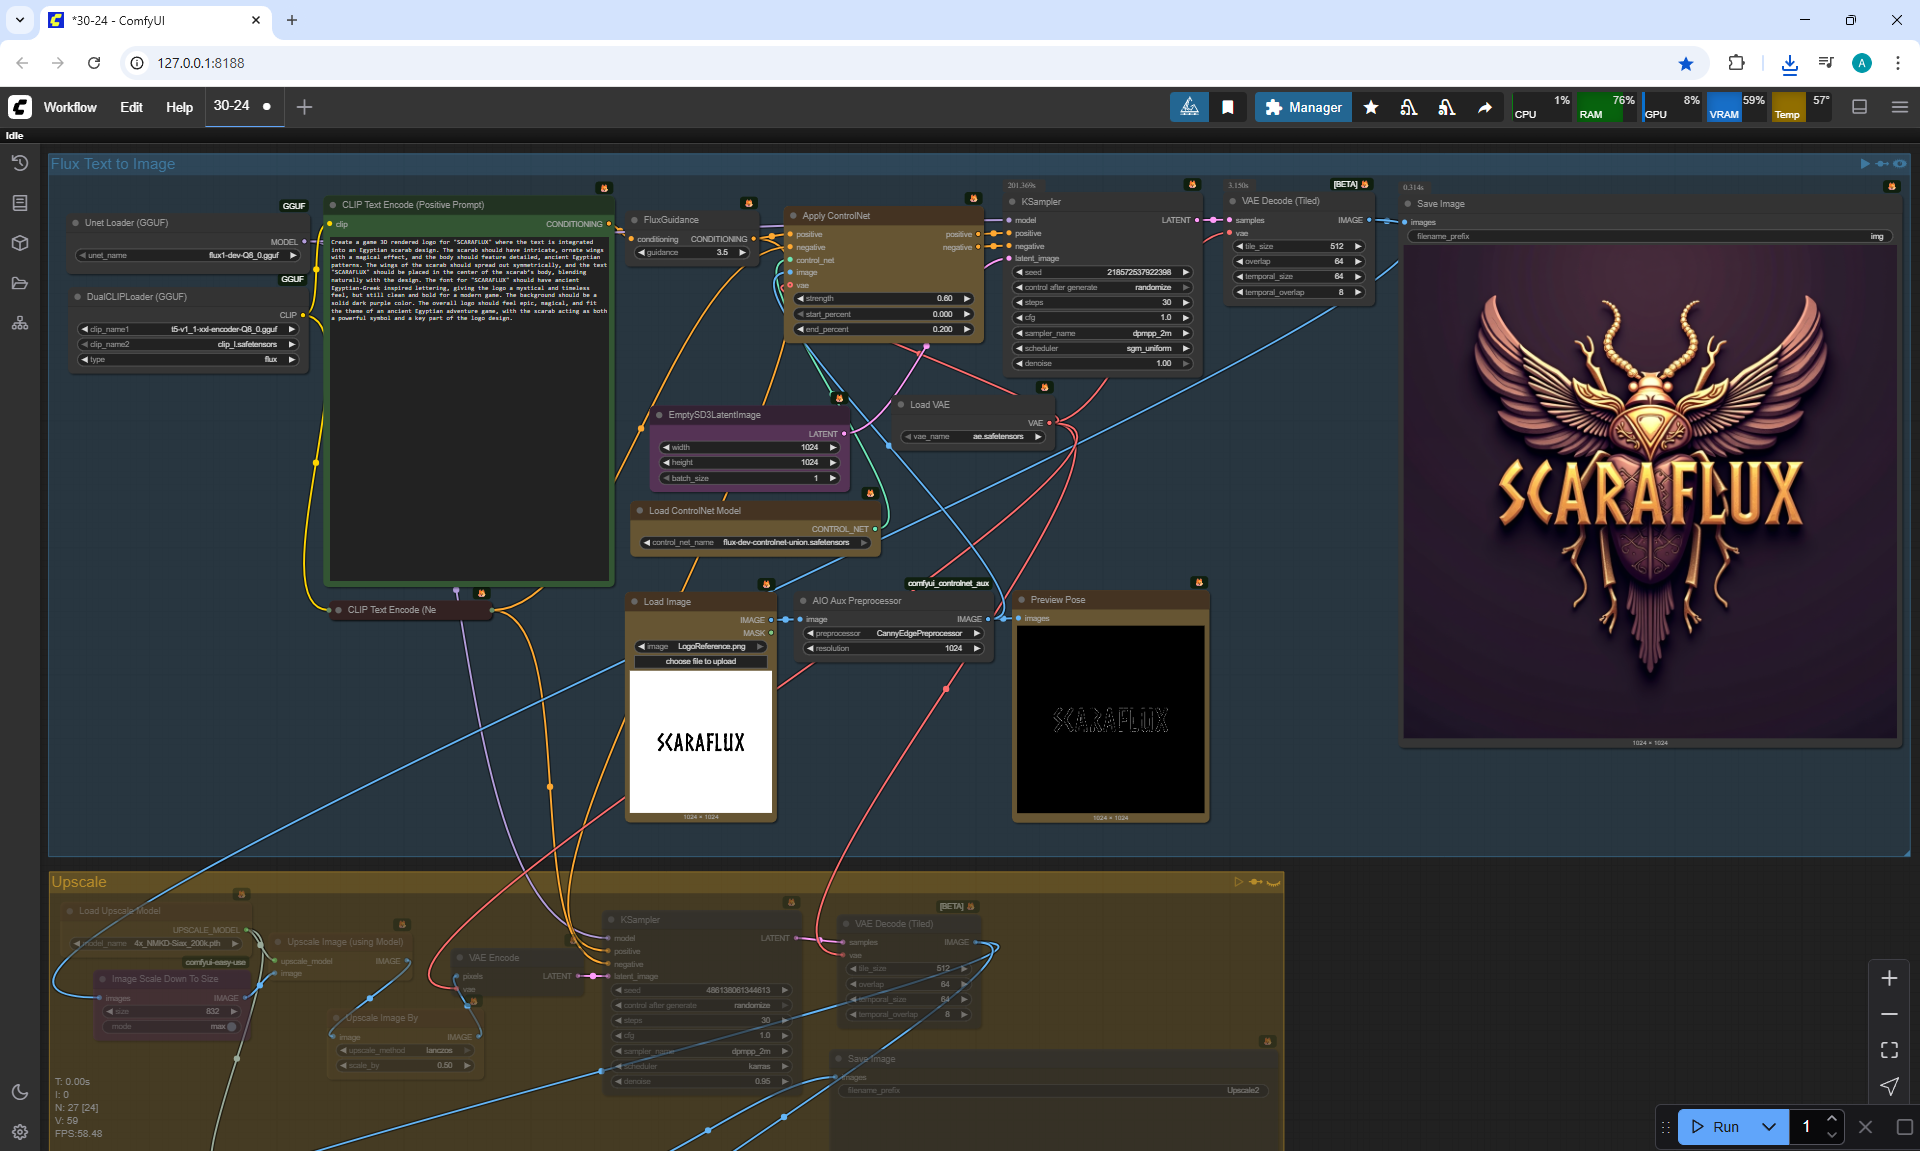 *30-24 - ComfyUI
127.0.0.1:8188
Workflow Edit Help 30-24
Manager
1% CPU
76% RAM
8% GPU
59% VRAM
57° Temp
Idle
Flux Text to Image
GGUF
Unet Loader (GGUF)
MODEL
unet_name flux1-dev-Q8_0.gguf
GGUF
DualCLIPLoader (GGUF)
CLIP
clip_name1 t5-v1_1-xxl-encoder-Q8_0.gguf
clip_name2 clip_l.safetensors
type flux
CLIP Text Encode (Positive Prompt)
clip CONDITIONING
Create a game 3D rendered logo for "SCARAFLUX" where the text is integrated
into an Egyptian scarab design. The scarab should have intricate, ornate wings
with a magical effect, and the body should feature detailed, ancient Egyptian
patterns. The wings of the scarab should spread out symmetrically, and the text
"SCARAFLUX" should be placed in the center of the scarab's body, blending
naturally with the design. The font for "SCARAFLUX" should have ancient
Egyptian-Greek inspired lettering, giving the logo a mystical and timeless
feel, but still clean and bold for a modern game. The background should be a
solid dark purple color. The overall logo should feel epic, magical, and fit
the theme of an ancient Egyptian adventure game, with the scarab acting as both
a powerful symbol and a key part of the logo design.
CLIP Text Encode (Ne
FluxGuidance
conditioning CONDITIONING
guidance 3.5
Apply ControlNet
positive positive
negative negative
control_net
image
vae
strength 0.60
start_percent 0.000
end_percent 0.200
201.369s
KSampler
model LATENT
positive
negative
latent_image
seed 218572537922398
control after generate randomize
steps 30
cfg 1.0
sampler_name dpmpp_2m
scheduler sgm_uniform
denoise 1.00
3.150s
[BETA]
VAE Decode (Tiled)
samples IMAGE
vae
tile_size 512
overlap 64
temporal_size 64
temporal_overlap 8
0.314s
Save Image
images
filename_prefix img
SCARAFLUX
1024 × 1024
EmptySD3LatentImage
LATENT
width 1024
height 1024
batch_size 1
Load VAE
VAE
vae_name ae.safetensors
Load ControlNet Model
CONTROL_NET
control_net_name flux-dev-controlnet-union.safetensors
Load Image
IMAGE
MASK
image LogoReference.png
choose file to upload
SCARAFLUX
1024 × 1024
comfyui_controlnet_aux
AIO Aux Preprocessor
image IMAGE
preprocessor CannyEdgePreprocessor
resolution 1024
Preview Pose
images
SCARAFLUX
1024 × 1024
Upscale
Load Upscale Model
UPSCALE_MODEL
model_name 4x_NMKD-Siax_200k.pth
comfyui-easy-use
Image Scale Down To Size
images IMAGE
size 832
mode max
Upscale Image (using Model)
upscale_model IMAGE
image
Upscale Image By
image IMAGE
upscale_method lanczos
scale_by 0.50
VAE Encode
pixels LATENT
vae
KSampler
model LATENT
positive
negative
latent_image
seed 486138061344613
control after generate randomize
steps 30
cfg 1.0
sampler_name dpmpp_2m
scheduler karras
denoise 0.95
[BETA]
VAE Decode (Tiled)
samples IMAGE
vae
tile_size 512
overlap 64
temporal_size 64
temporal_overlap 8
Save Image
images
filename_prefix Upscale2
T: 0.00s
I: 0
N: 27 [24]
V: 59
FPS:58.48
Run 1